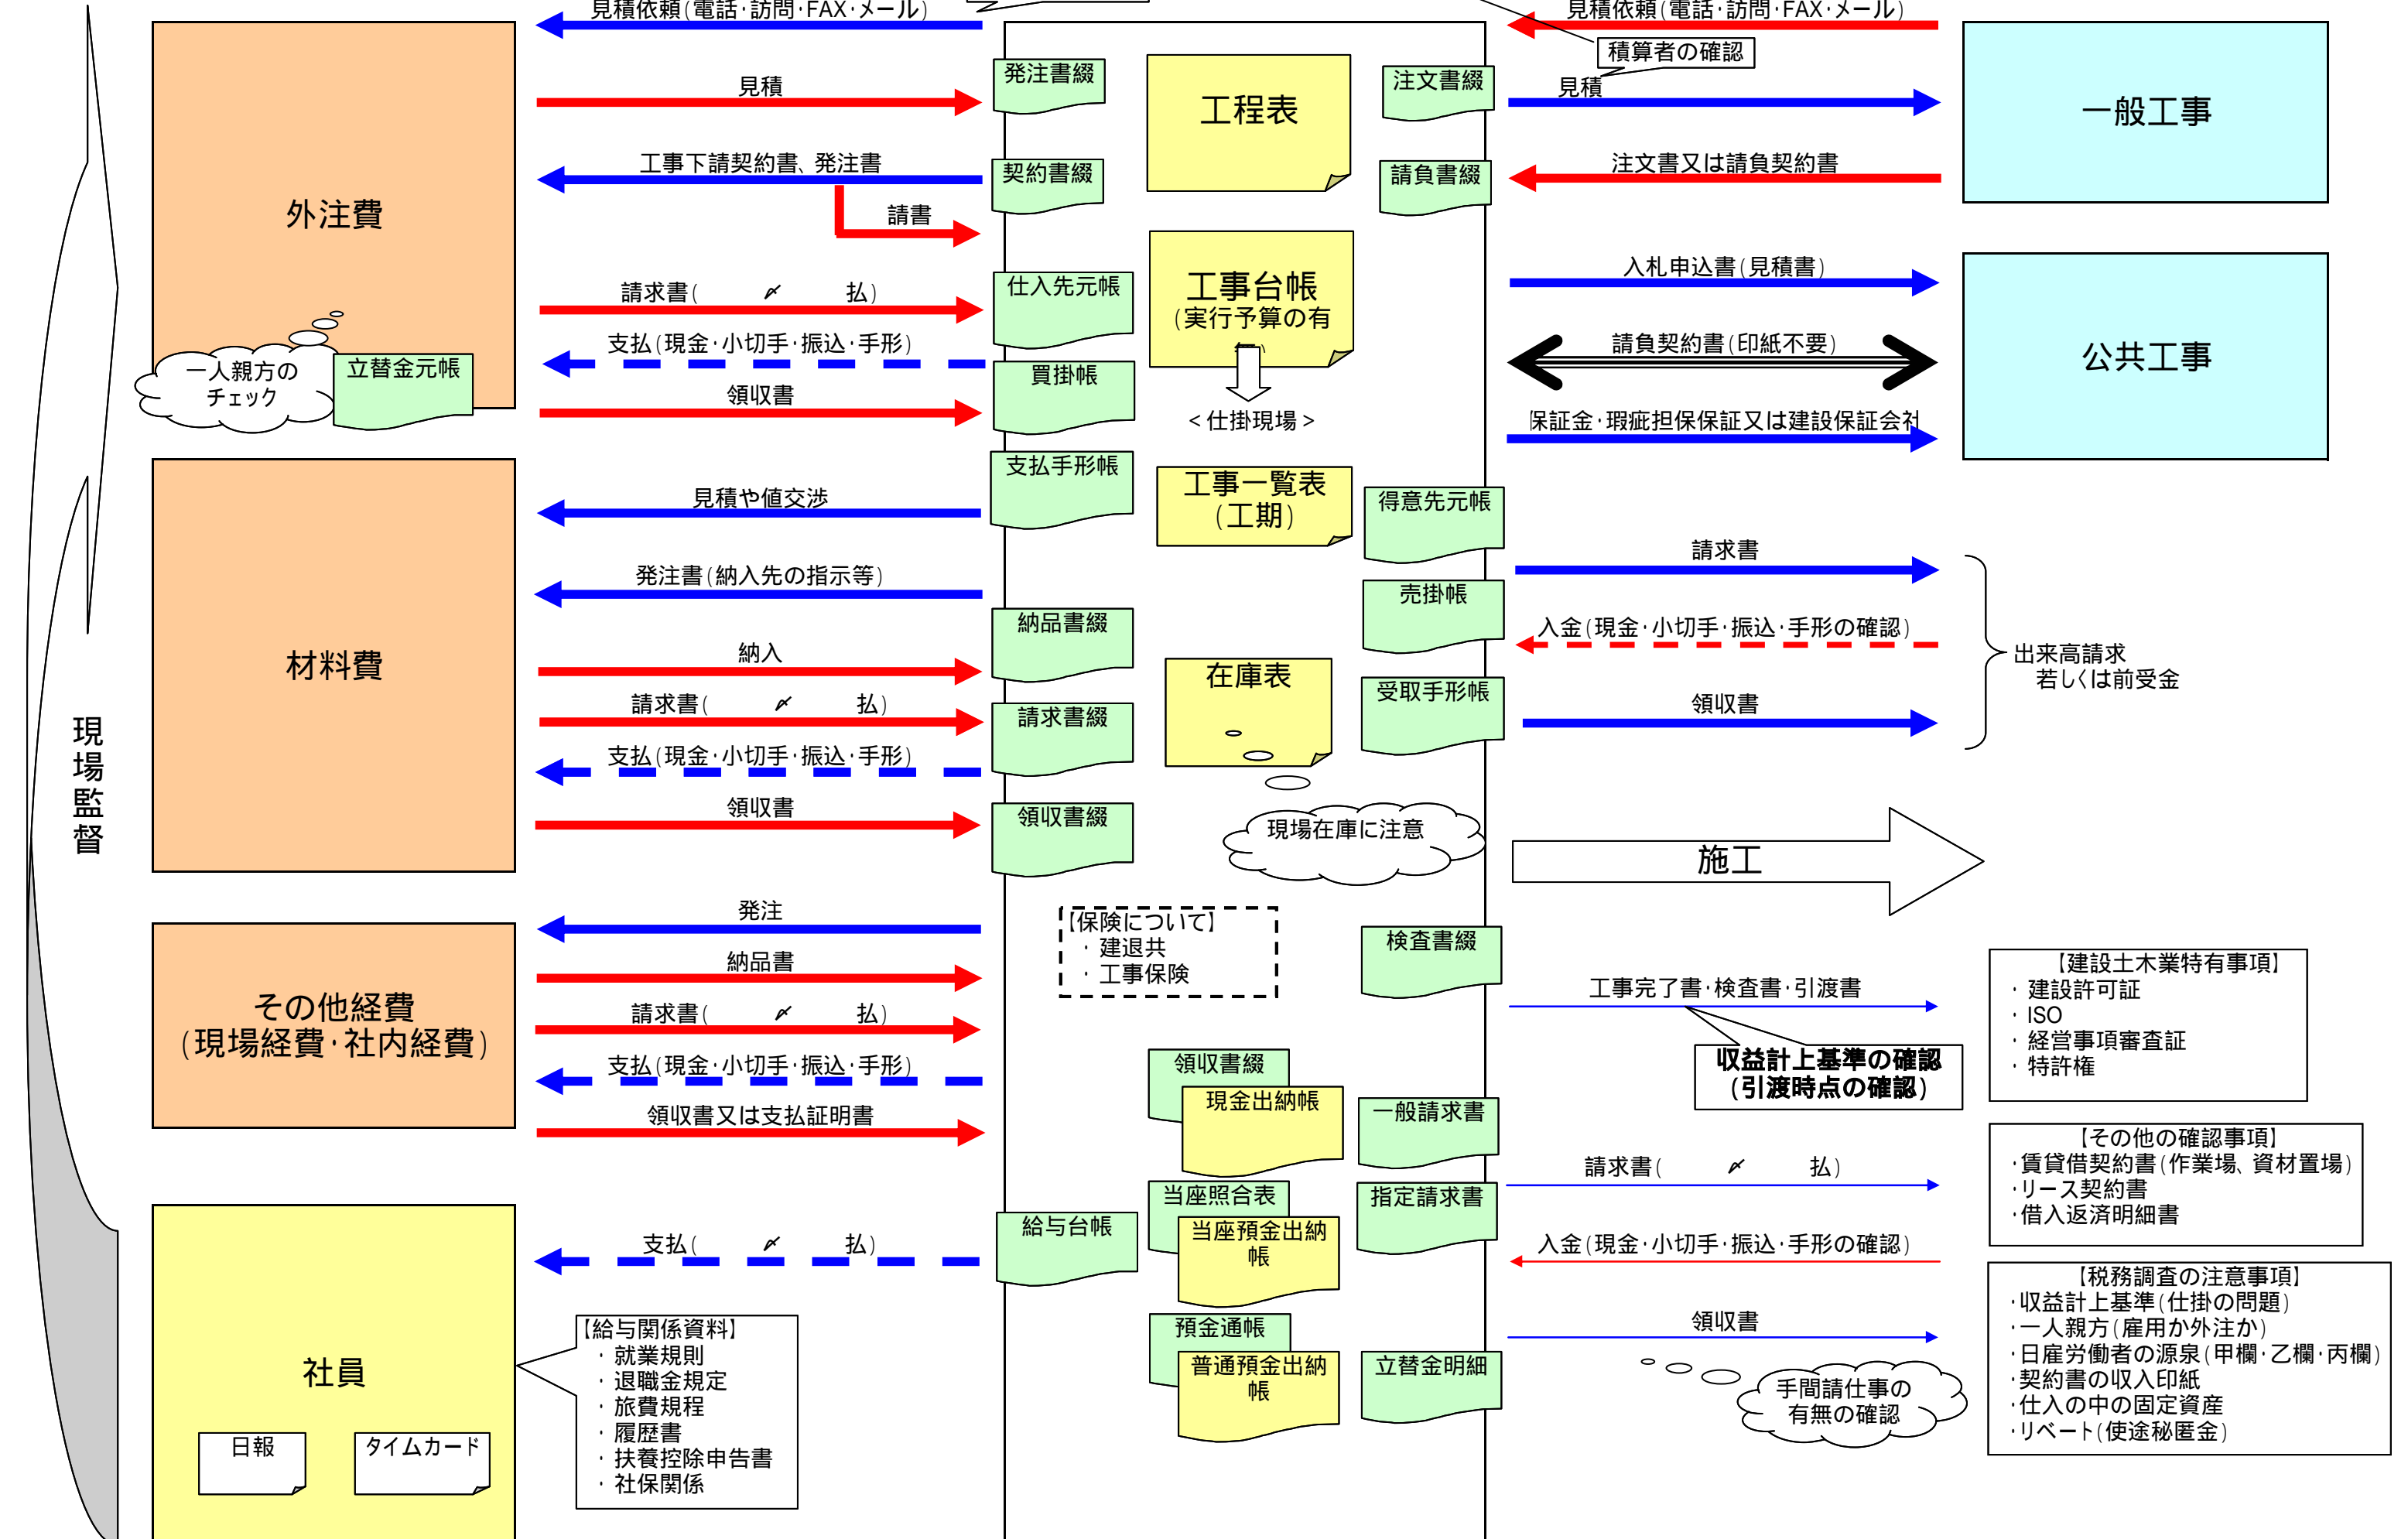 見積依頼(電話・訪問・FAX・メール)
見積
工事下請契約書、発注書
請書
請求書(　　　〆　　　払)
支払(現金・小切手・振込・手形)
領収書
外注費
一人親方の
チェック
立替金元帳
見積や値交渉
発注書(納入先の指示等)
納入
請求書(　　　〆　　　払)
支払(現金・小切手・振込・手形)
領収書
材料費
現場監督
発注
納品書
請求書(　　　〆　　　払)
支払(現金・小切手・振込・手形)
領収書又は支払証明書
その他経費
(現場経費・社内経費)
支払(　　　〆　　　払)
社員
日報
タイムカード
【給与関係資料】
・ 就業規則
・ 退職金規定
・ 旅費規程
・ 履歴書
・ 扶養控除申告書
・ 社保関係
発注書綴
契約書綴
仕入先元帳
買掛帳
支払手形帳
納品書綴
請求書綴
領収書綴
給与台帳
工程表
工事台帳
(実行予算の有
<仕掛現場>
工事一覧表
(工期)
在庫表
現場在庫に注意
【保険について】
・ 建退共
・ 工事保険
領収書綴
現金出納帳
当座照合表
当座預金出納
帳
預金通帳
普通預金出納
帳
注文書綴
請負書綴
得意先元帳
売掛帳
受取手形帳
検査書綴
一般請求書
指定請求書
立替金明細
見積依頼(電話・訪問・FAX・メール)
積算者の確認
見積
注文書又は請負契約書
一般工事
入札申込書(見積書)
請負契約書(印紙不要)
保証金・瑕疵担保保証又は建設保証会社
公共工事
請求書
入金(現金・小切手・振込・手形の確認)
領収書
出来高請求
若しくは前受金
施工
工事完了書・検査書・引渡書
収益計上基準の確認
(引渡時点の確認)
請求書(　　　〆　　　払)
入金(現金・小切手・振込・手形の確認)
領収書
手間請仕事の
有無の確認
【建設土木業特有事項】
・ 建設許可証
・ ISO
・ 経営事項審査証
・ 特許権
【その他の確認事項】
・賃貸借契約書(作業場、資材置場)
・リース契約書
・借入返済明細書
【税務調査の注意事項】
・収益計上基準(仕掛の問題)
・一人親方(雇用か外注か)
・日雇労働者の源泉(甲欄・乙欄・丙欄)
・契約書の収入印紙
・仕入の中の固定資産
・リベート(使途秘匿金)